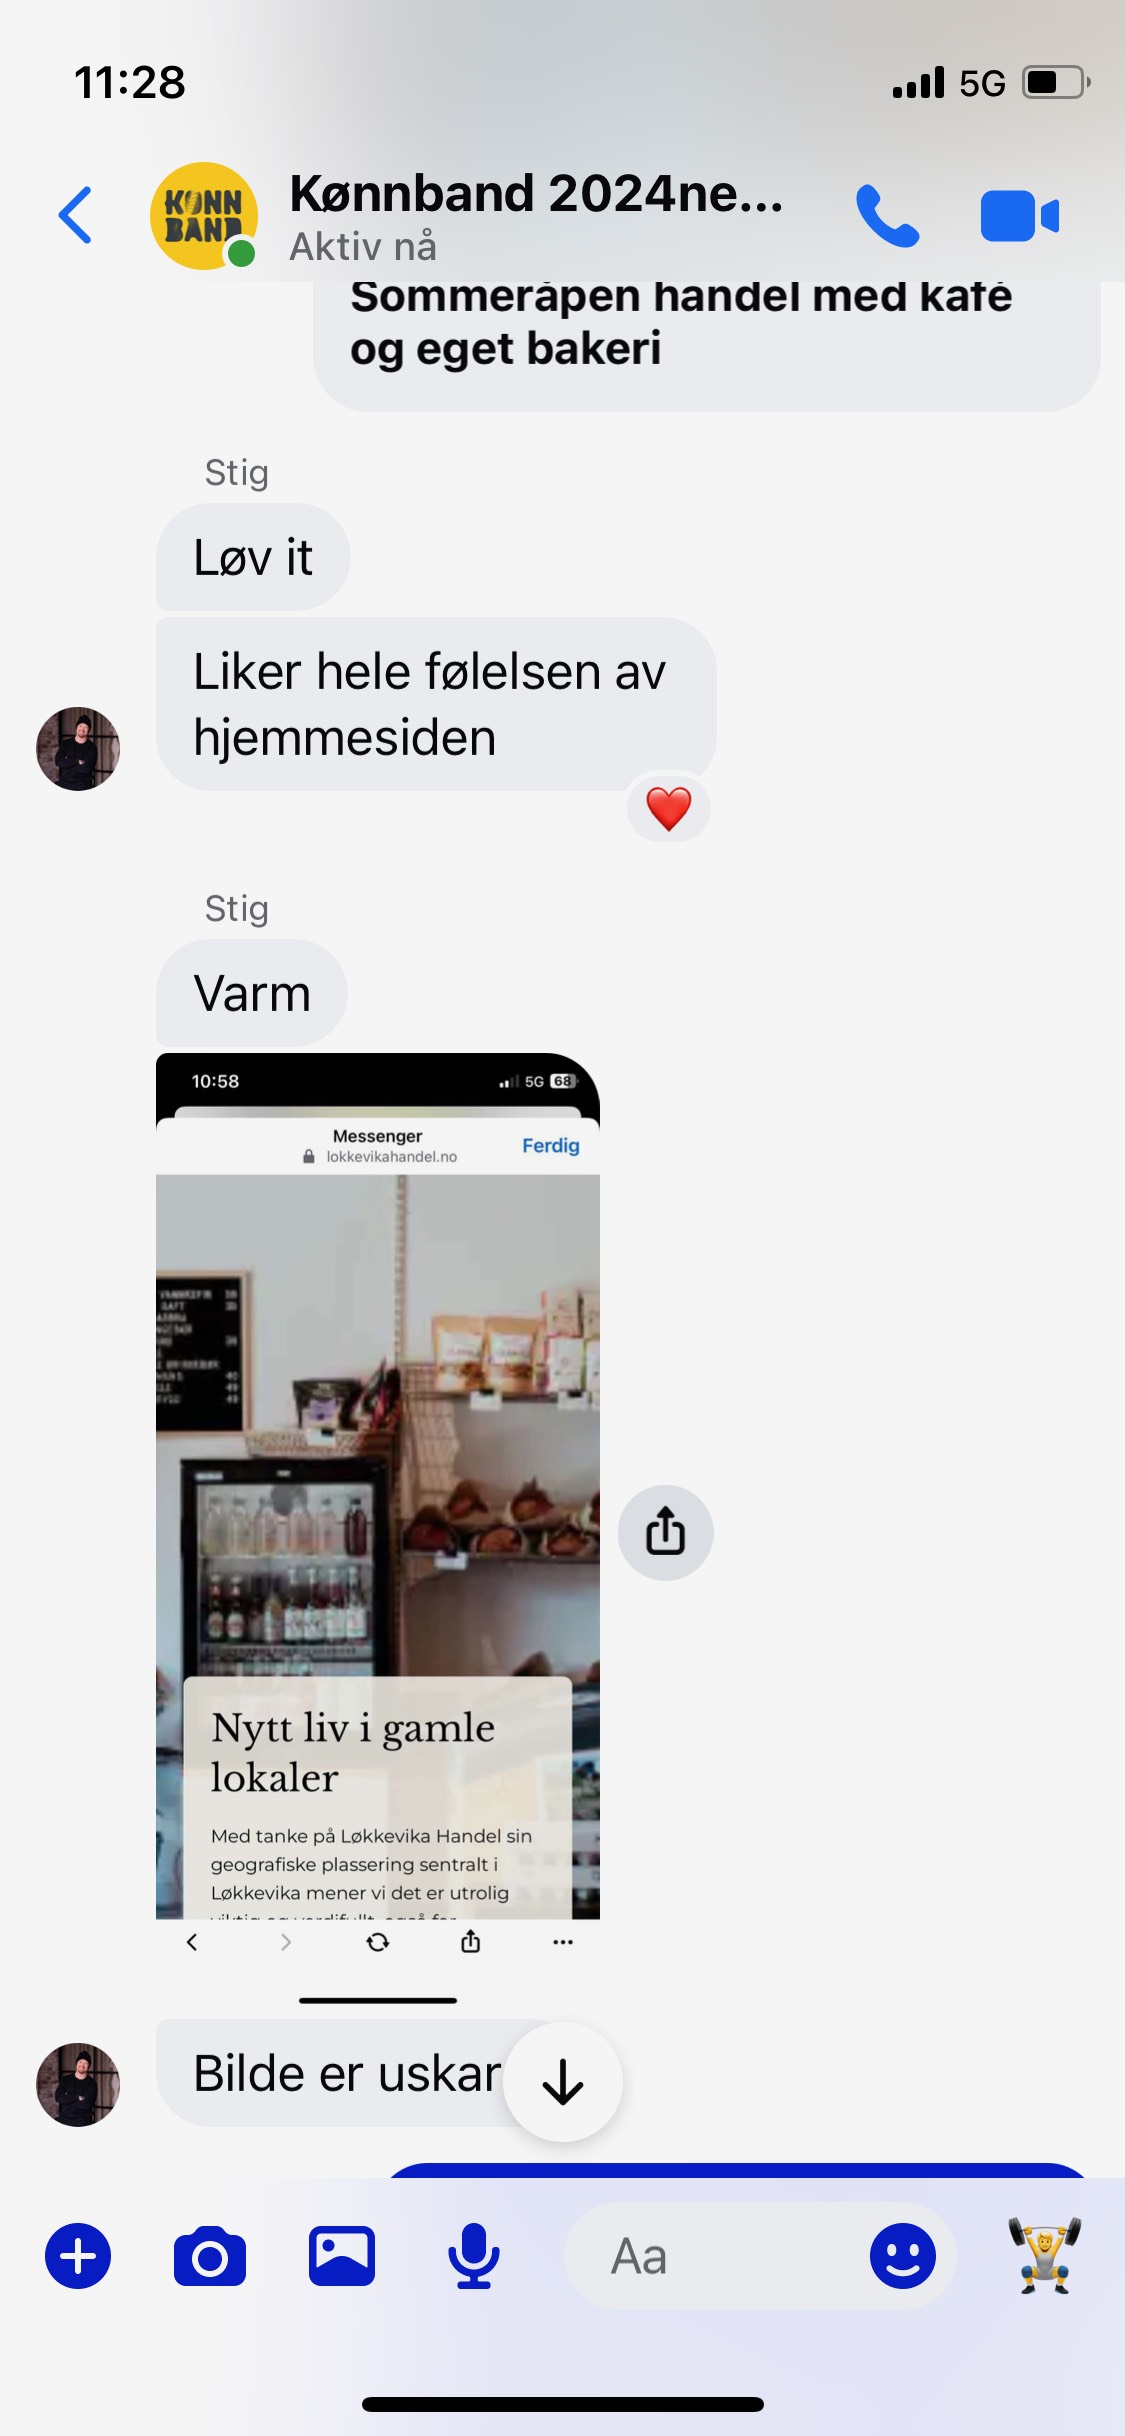 11:28
5G
KØNN
BAND
Kønnband 2024ne...
Aktiv nå
Sommeråpen handel med kafé
og eget bakeri
Stig
Løv it
Liker hele følelsen av
hjemmesiden
Stig
Varm
10:58
5G 68
Messenger
lokkevikahandel.no
Ferdig
Nytt liv i gamle
lokaler
Med tanke på Løkkevika Handel sin
geografiske plassering sentralt i
Løkkevika mener vi det er utrolig
Bilde er uskar
Aa